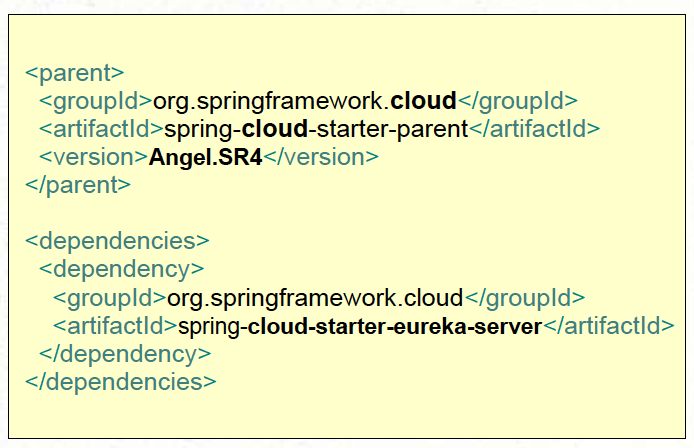 <parent>
<groupId>org.springframework.cloud</groupId>
<artifactId>spring-cloud-starter-parent</artifactId>
<version>Angel.SR4</version>
</parent>
<dependencies>
<dependency>
<groupId>org.springframework.cloud</groupId>
<artifactId>spring-cloud-starter-eureka-server</artifactId>
</dependency>
</dependencies>